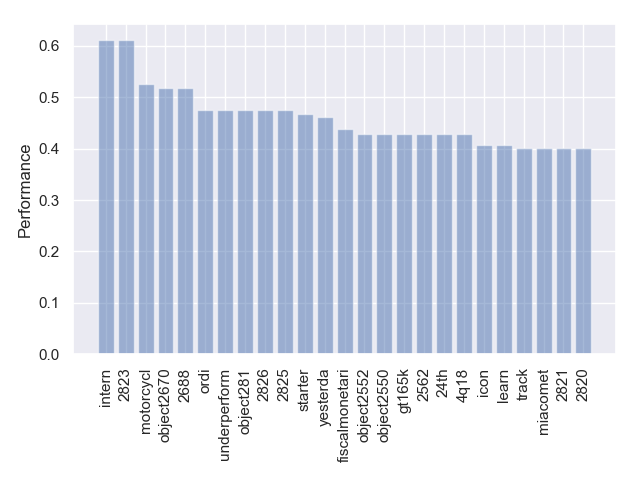 0.6
0.5
0.4
0.3
0.2
0.1
0.0
Performance
intern
2823
motorcycl
object2670
2688
ordi
underperform
object281
2826
2825
starter
yesterda
fiscalmonetari
object2552
object2550
gt165k
2562
24th
4q18
icon
learn
track
miacomet
2821
2820